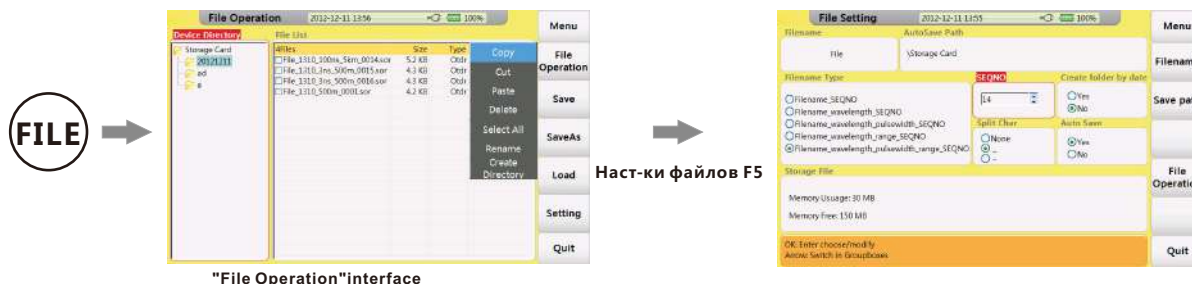 FILE
File Operation 2012-12-11 13:56 100%
Device Directory
Storage Card
20121211
ad
a
File List
4Files Size Type
File_1310_300ns_5km_0014.sor 5.2 KB Otdr
File_1310_3ns_500m_0015.sor 4.3 KB Otdr
File_1310_3ns_500m_0016.sor 4.3 KB Otdr
File_1310_500m_0001.sor 4.2 KB Otdr
Copy
Cut
Paste
Delete
Select All
Rename
Create
Directory
Menu
File
Operation
Save
SaveAs
Load
Setting
Quit
"File Operation"interface
Наст-ки файлов F5
File Setting 2012-12-11 13:55 100%
Filename AutoSave Path
File \Storage Card
Filename Type SEQNO Create folder by date
Filename_SEQNO
Filename_wavelength_SEQNO
Filename_wavelength_pulsewidth_SEQNO
Filename_wavelength_range_SEQNO
Filename_wavelength_pulsewidth_range_SEQNO
14
Yes
No
Split Char Auto Save
None
_
-
Yes
No
Storage File
Memory Usuage: 30 MB
Memory Free: 150 MB
OK: Enter choose/modify
Arrow: Switch in Groupboxes
Menu
Filenam
Save pa
File
Operatio
Quit